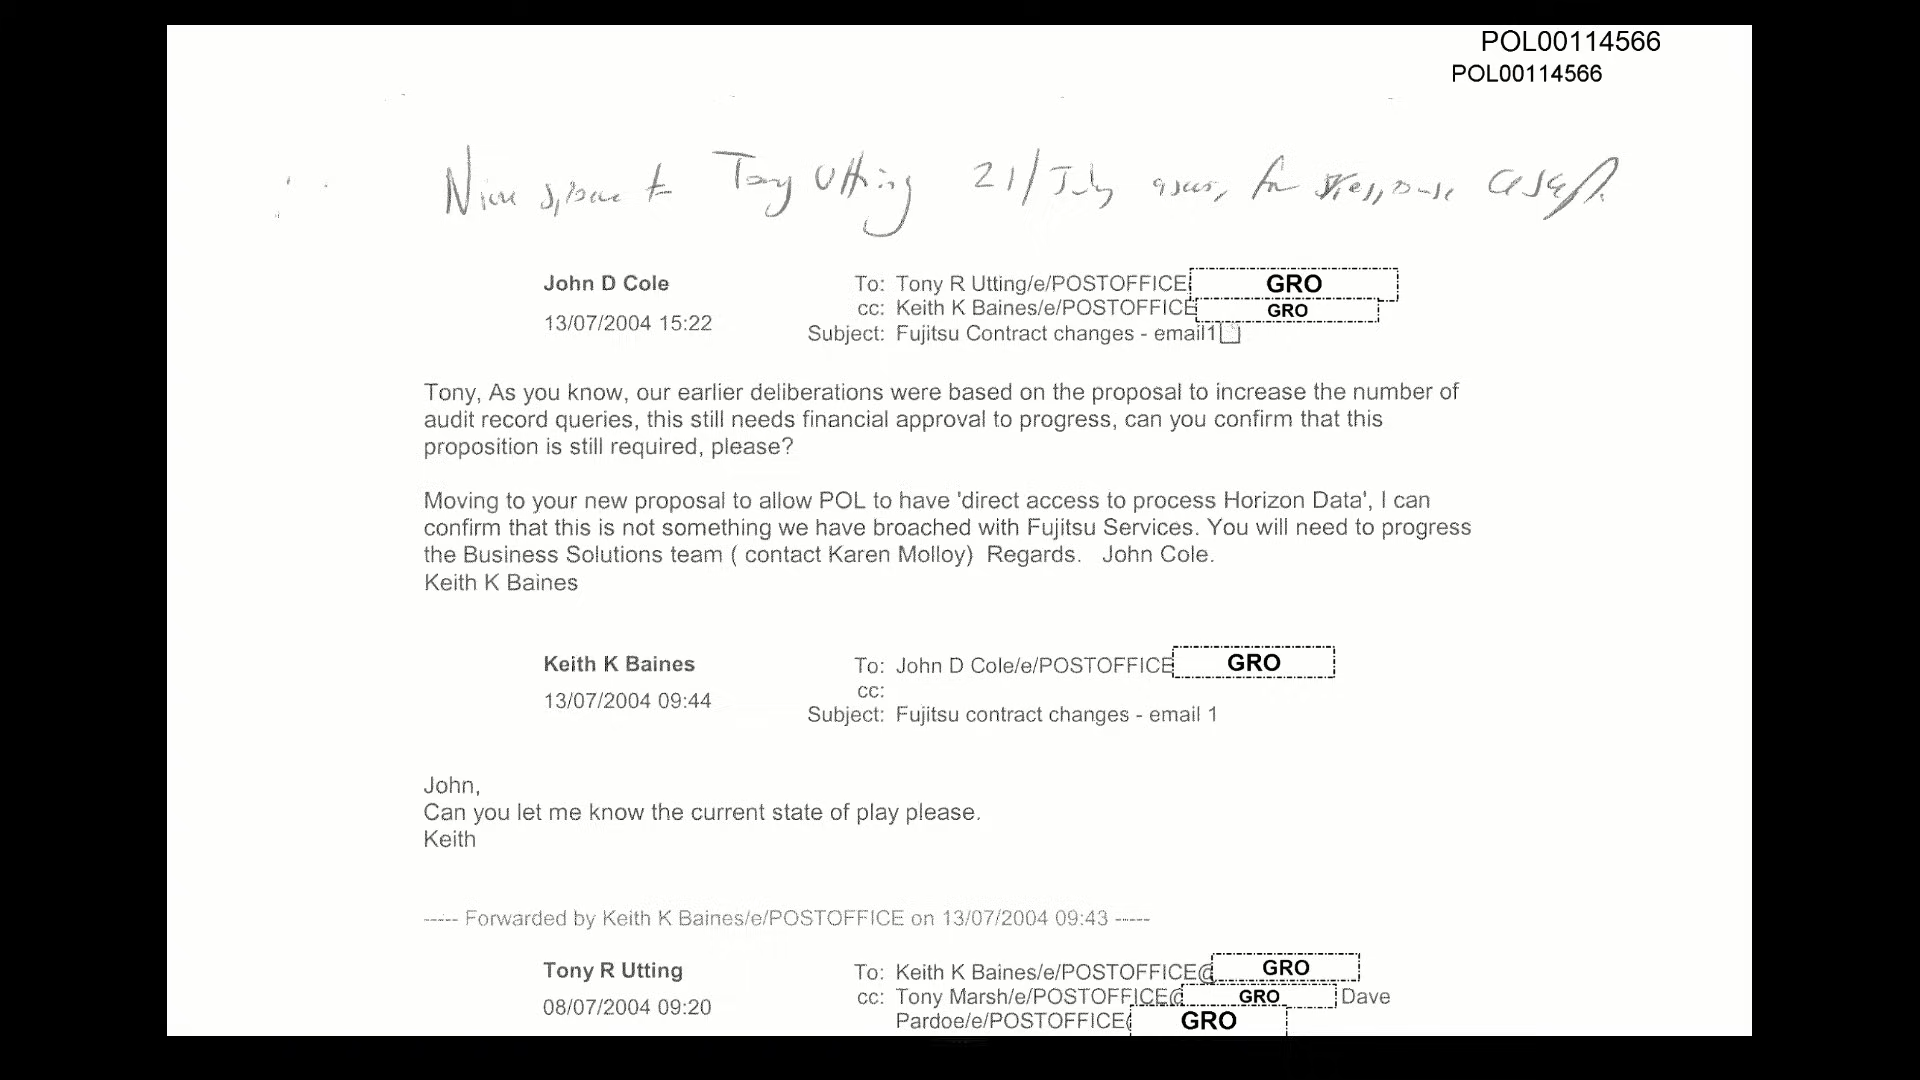 POL00114566
POL00114566
Tony Utting 21/July for response ASAP.
John D Cole
To: Tony R Utting/e/POSTOFFICE GRO
cc: Keith K Baines/e/POSTOFFICE GRO
13/07/2004 15:22
Subject: Fujitsu Contract changes - email1
Tony, As you know, our earlier deliberations were based on the proposal to increase the number of
audit record queries, this still needs financial approval to progress, can you confirm that this
proposition is still required, please?
Moving to your new proposal to allow POL to have 'direct access to process Horizon Data', I can
confirm that this is not something we have broached with Fujitsu Services. You will need to progress
the Business Solutions team ( contact Karen Molloy) Regards. John Cole.
Keith K Baines
Keith K Baines
To: John D Cole/e/POSTOFFICE GRO
cc:
13/07/2004 09:44
Subject: Fujitsu contract changes - email 1
John,
Can you let me know the current state of play please.
Keith
----- Forwarded by Keith K Baines/e/POSTOFFICE on 13/07/2004 09:43 -----
Tony R Utting
To: Keith K Baines/e/POSTOFFICE@ GRO
cc: Tony Marsh/e/POSTOFFICE@ GRO Dave
08/07/2004 09:20
Pardoe/e/POSTOFFICE@ GRO